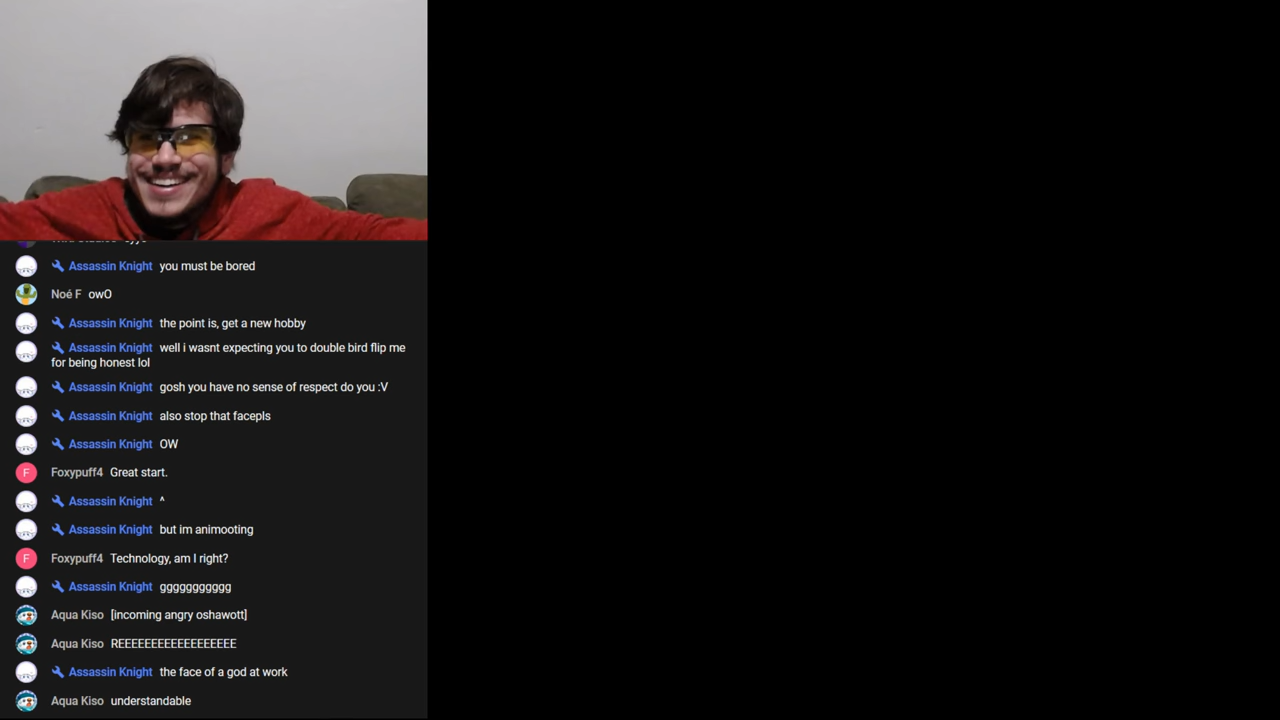 Assassin Knight you must be bored
Noé F owO
Assassin Knight the point is, get a new hobby
Assassin Knight well i wasnt expecting you to double bird flip me
for being honest lol
Assassin Knight gosh you have no sense of respect do you :V
Assassin Knight also stop that facepls
Assassin Knight OW
F Foxypuff4 Great start.
Assassin Knight ^
Assassin Knight but im animooting
F Foxypuff4 Technology, am I right?
Assassin Knight ggggggggggg
Aqua Kiso [incoming angry oshawott]
Aqua Kiso REEEEEEEEEEEEEEEEEE
Assassin Knight the face of a god at work
Aqua Kiso understandable